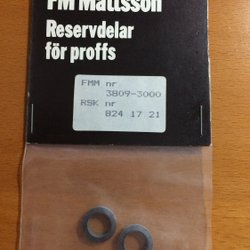 FM Mattsson
Reservdelar
för proffs
FMM nr
3809-3000
RSK nr
824 17 21